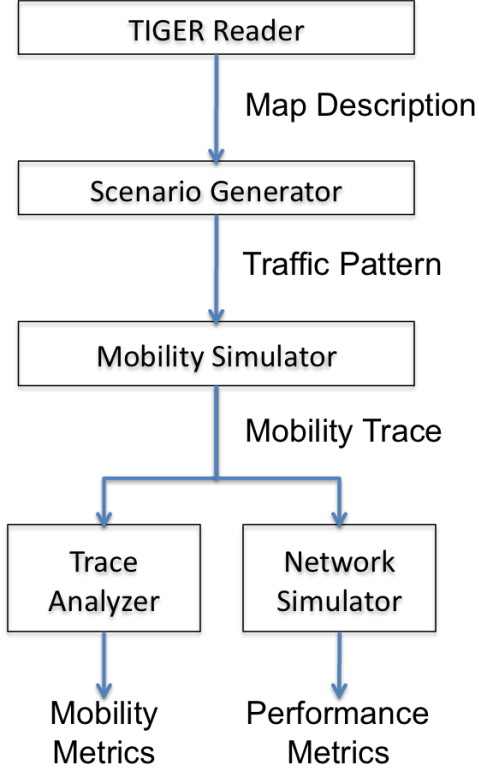 TIGER Reader
Map Description
Scenario Generator
Traffic Pattern
Mobility Simulator
Mobility Trace
Trace
Analyzer
Network
Simulator
Mobility
Metrics
Performance
Metrics